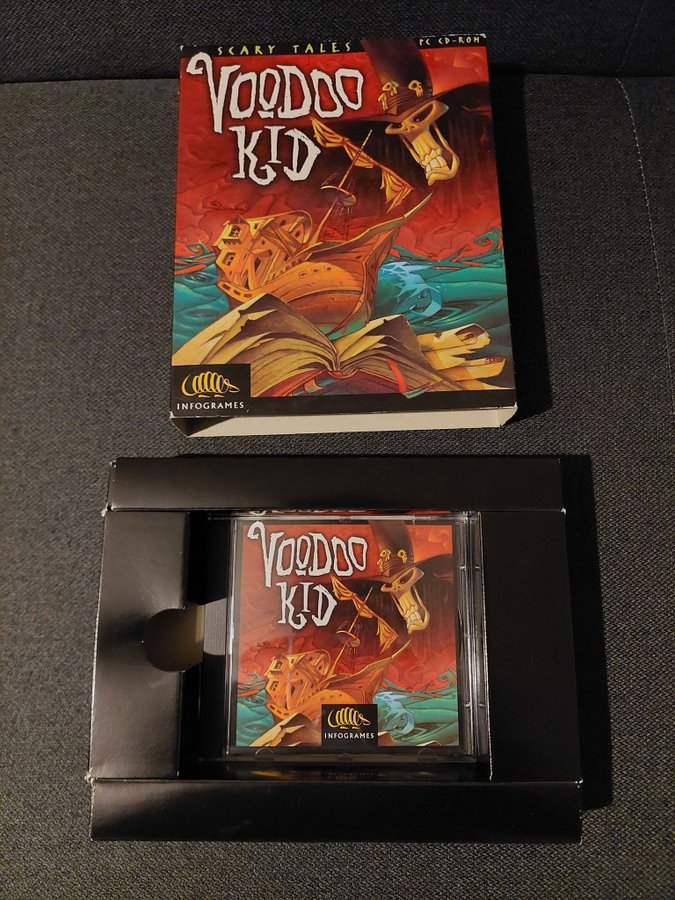 SCARY TALES
PC CD-ROM
VOODOO
KID
INFOGRAMES
VOODOO
KID
INFOGRAMES